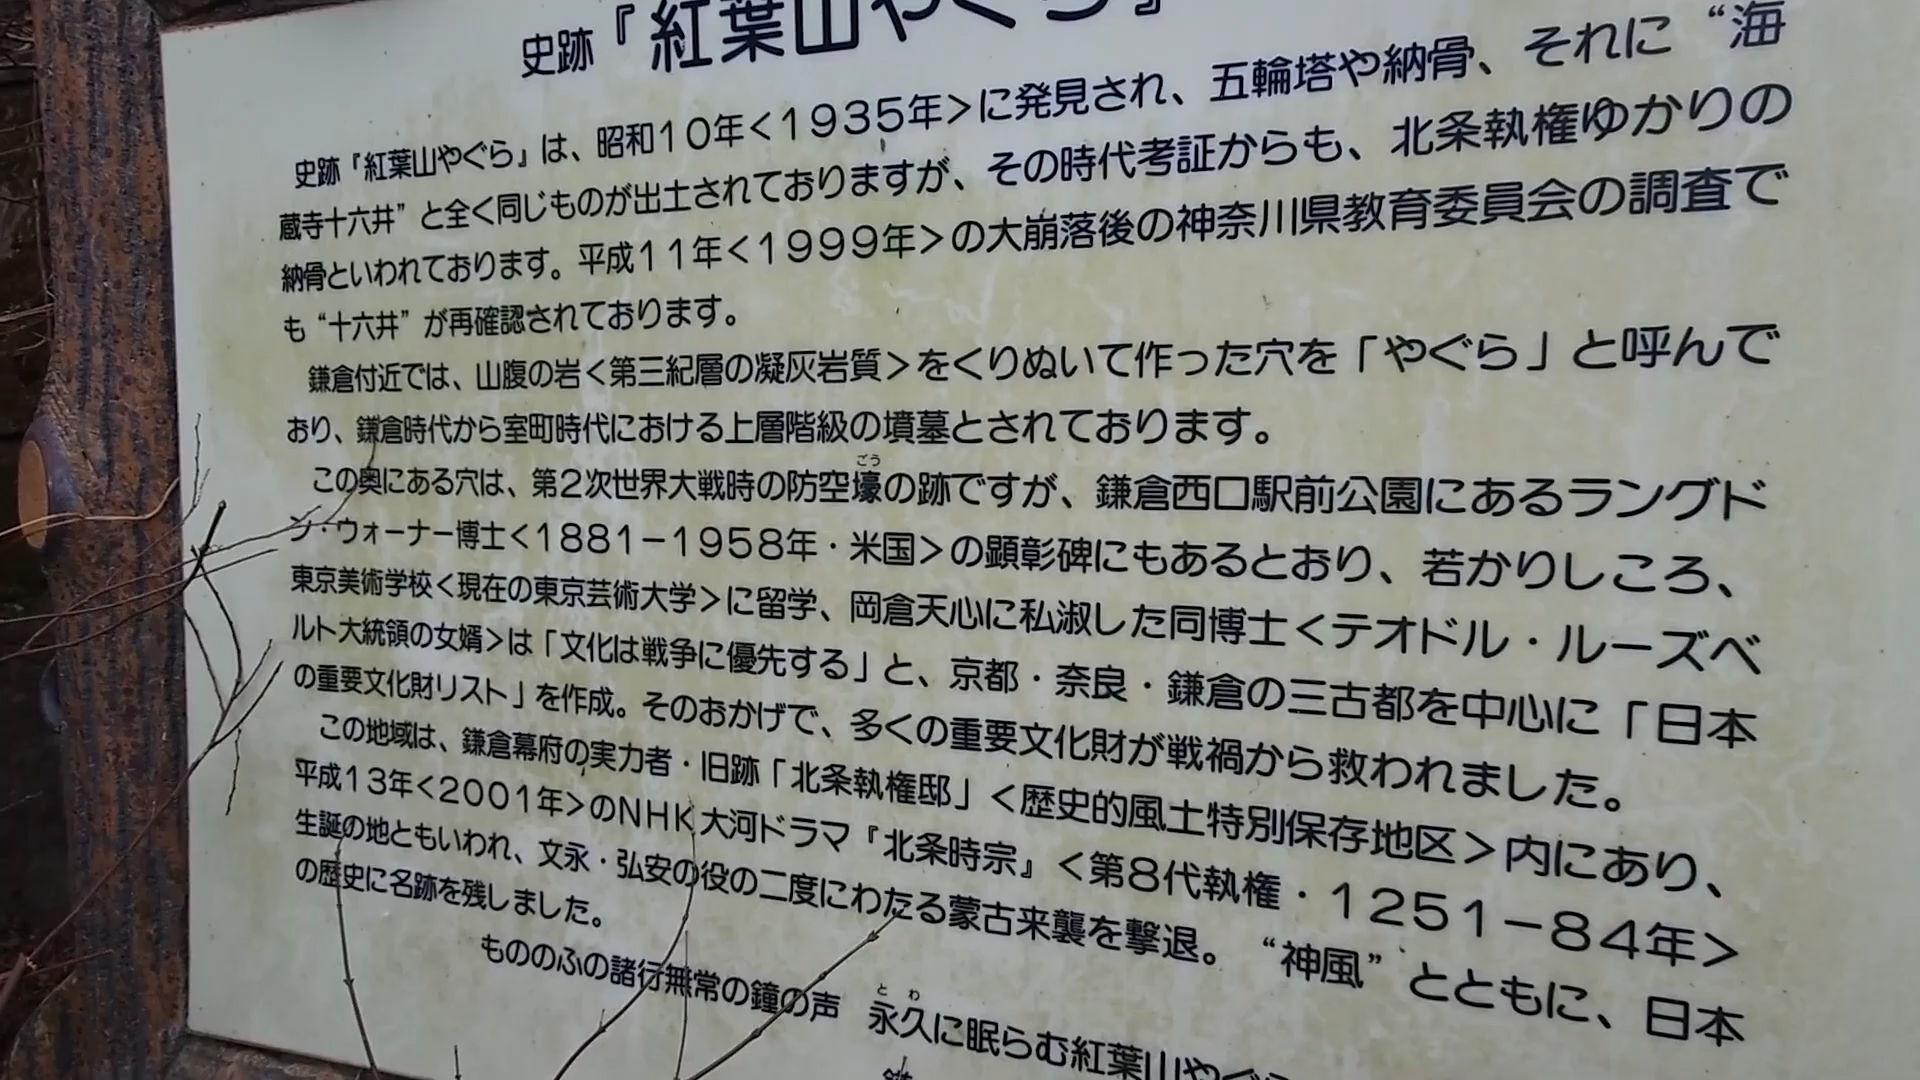 史跡『紅葉山やぐら』
史跡『紅葉山やぐら』は、昭和10年<1935年>に発見され、五輪塔や納骨、それに“海
蔵寺十六井”と全く同じものが出土されておりますが、その時代考証からも、北条執権ゆかりの
納骨といわれております。平成11年<1999年>の大崩落後の神奈川県教育委員会の調査で
も“十六井”が再確認されております。
鎌倉付近では、山腹の岩<第三紀層の凝灰岩質>をくりぬいて作った穴を「やぐら」と呼んで
おり、鎌倉時代から室町時代における上層階級の墳墓とされております。
ごう
この奥にある穴は、第2次世界大戦時の防空壕の跡ですが、鎌倉西口駅前公園にあるラングド
ン・ウォーナー博士<1881-1958年・米国>の顕彰碑にもあるとおり、若かりしころ、
東京美術学校<現在の東京芸術大学>に留学、岡倉天心に私淑した同博士<テオドル・ルーズベ
ルト大統領の女婿>は「文化は戦争に優先する」と、京都・奈良・鎌倉の三古都を中心に「日本
の重要文化財リスト」を作成。そのおかげで、多くの重要文化財が戦禍から救われました。
この地域は、鎌倉幕府の実力者・旧跡「北条執権邸」<歴史的風土特別保存地区>内にあり、
平成13年<2001年>のNHK大河ドラマ『北条時宗』<第8代執権・1251-84年>
生誕の地ともいわれ、文永・弘安の役の二度にわたる蒙古来襲を撃退。“神風”とともに、日本
の歴史に名跡を残しました。
とわ
もののふの諸行無常の鐘の声 永久に眠らむ紅葉山やぐら